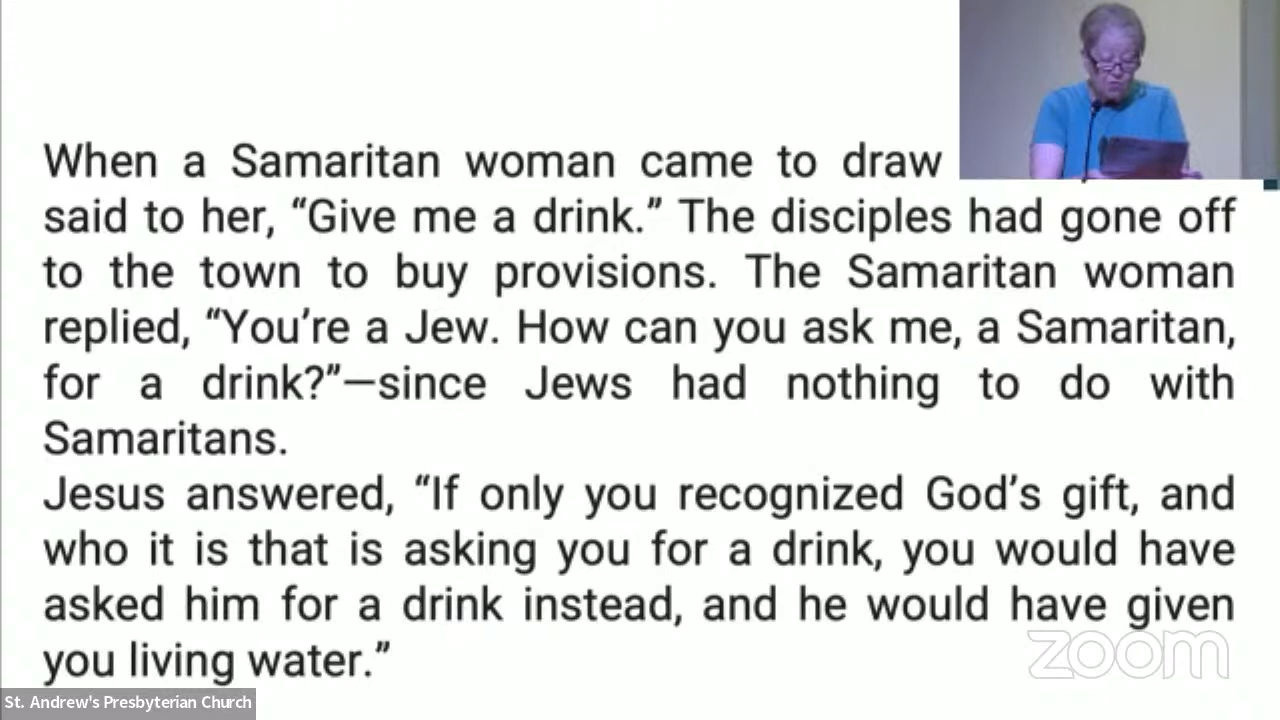 When a Samaritan woman came to draw
said to her, “Give me a drink.” The disciples had gone off
to the town to buy provisions. The Samaritan woman
replied, “You’re a Jew. How can you ask me, a Samaritan,
for a drink?”—since Jews had nothing to do with
Samaritans.
Jesus answered, “If only you recognized God’s gift, and
who it is that is asking you for a drink, you would have
asked him for a drink instead, and he would have given
you living water.”
zoom
St. Andrew's Presbyterian Church